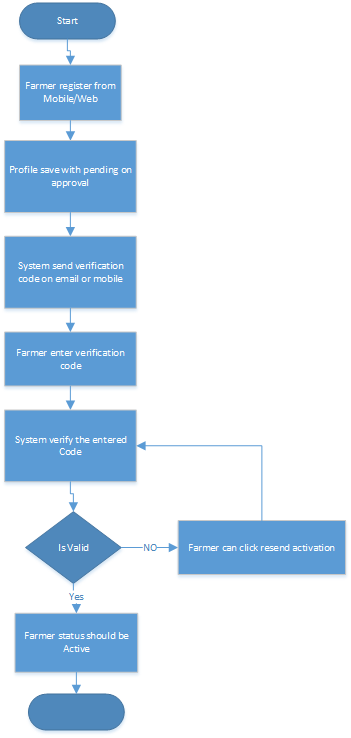 Start
Farmer register from
Mobile/Web
Profile save with pending on
approval
System send verification
code on email or mobile
Farmer enter verification
code
System verify the entered
Code
Is Valid
NO
Farmer can click resend activation
Yes
Farmer status should be
Active